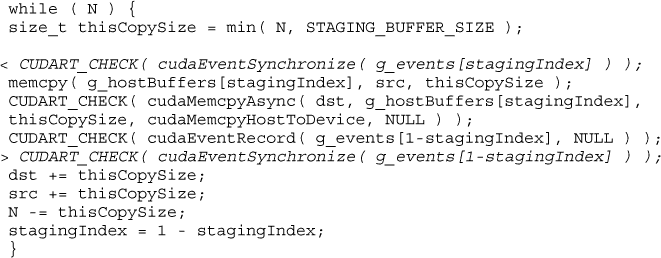 while ( N ) {
size_t thisCopySize = min( N, STAGING_BUFFER_SIZE );
< CUDART_CHECK( cudaEventSynchronize( g_events[stagingIndex] ) );
memcpy( g_hostBuffers[stagingIndex], src, thisCopySize );
CUDART_CHECK( cudaMemcpyAsync( dst, g_hostBuffers[stagingIndex],
thisCopySize, cudaMemcpyHostToDevice, NULL ) );
CUDART_CHECK( cudaEventRecord( g_events[1-stagingIndex], NULL ) );
> CUDART_CHECK( cudaEventSynchronize( g_events[1-stagingIndex] ) );
dst += thisCopySize;
src += thisCopySize;
N -= thisCopySize;
stagingIndex = 1 - stagingIndex;
}